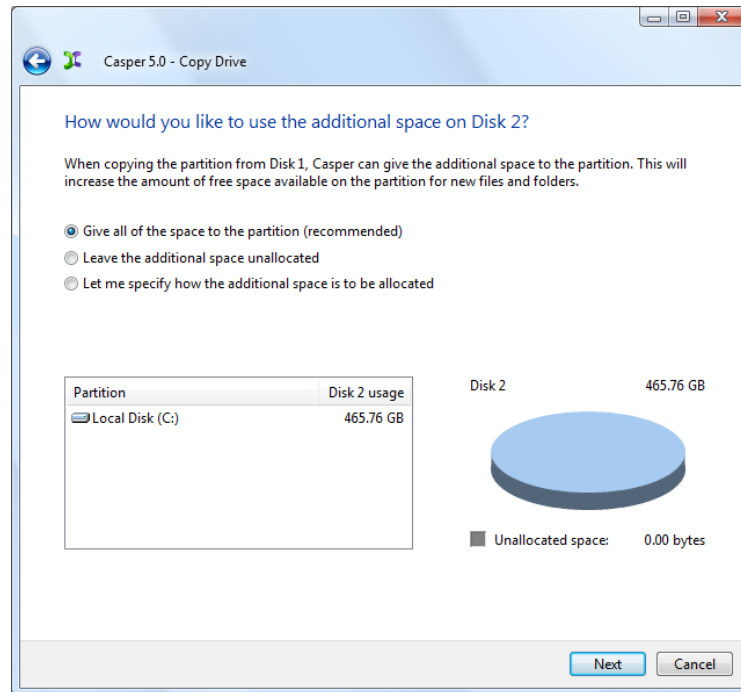 Casper 5.0 - Copy Drive
How would you like to use the additional space on Disk 2?
When copying the partition from Disk 1, Casper can give the additional space to the partition. This will
increase the amount of free space available on the partition for new files and folders.
Give all of the space to the partition (recommended)
Leave the additional space unallocated
Let me specify how the additional space is to be allocated
Partition Disk 2 usage
Local Disk (C:) 465.76 GB
Disk 2 465.76 GB
Unallocated space: 0.00 bytes
Next Cancel